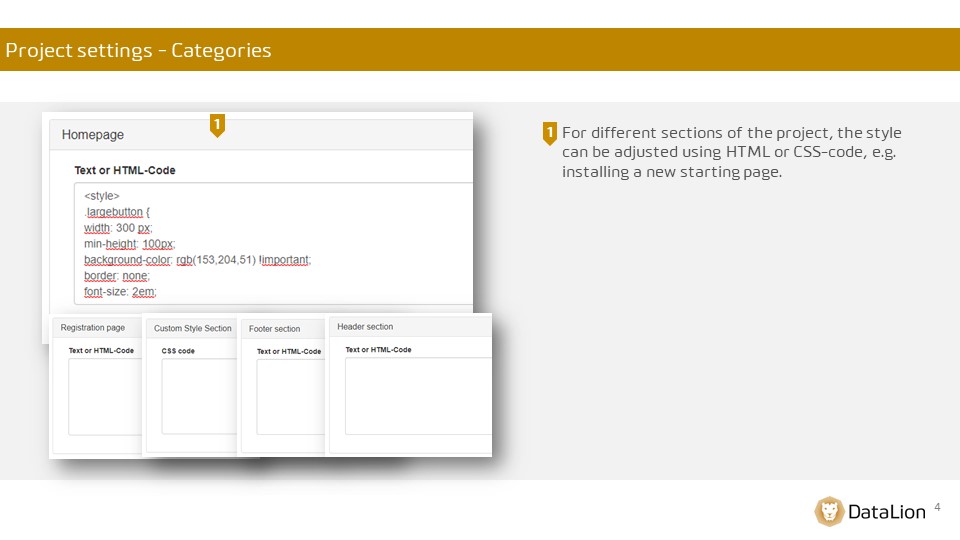 Project settings - Categories
1
Homepage
Text or HTML-Code
<style>
.largebutton {
width: 300 px;
min-height: 100px;
background-color: rgb(153,204,51) !important;
border: none;
font-size: 2em;
Registration page
Text or HTML-Code
Custom Style Section
CSS code
Footer section
Text or HTML-Code
Header section
Text or HTML-Code
1
For different sections of the project, the style
can be adjusted using HTML or CSS-code, e.g.
installing a new starting page.
DataLion
4